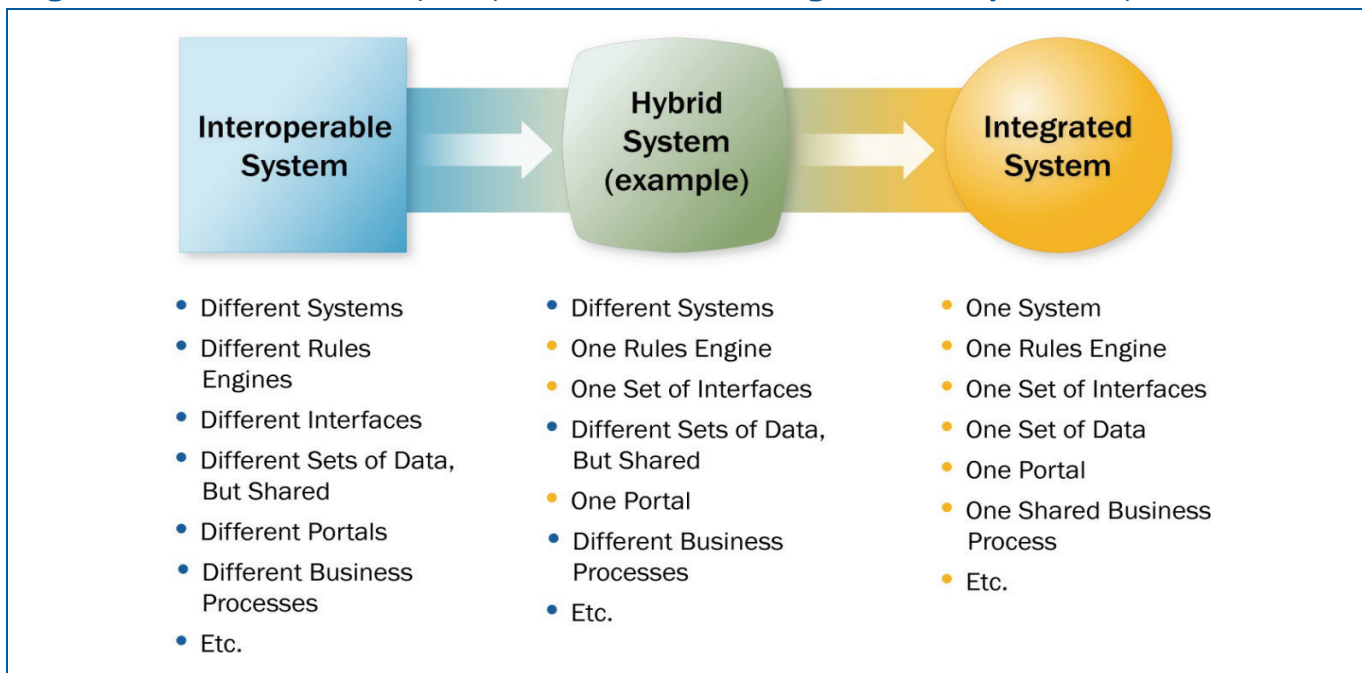 Interoperable
System
Hybrid
System
(example)
Integrated
System
• Different Systems
• Different Rules
Engines
• Different Interfaces
• Different Sets of Data,
But Shared
• Different Portals
• Different Business
Processes
• Etc.
• Different Systems
• One Rules Engine
• One Set of Interfaces
• Different Sets of Data,
But Shared
• One Portal
• Different Business
Processes
• Etc.
• One System
• One Rules Engine
• One Set of Interfaces
• One Set of Data
• One Portal
• One Shared Business
Process
• Etc.